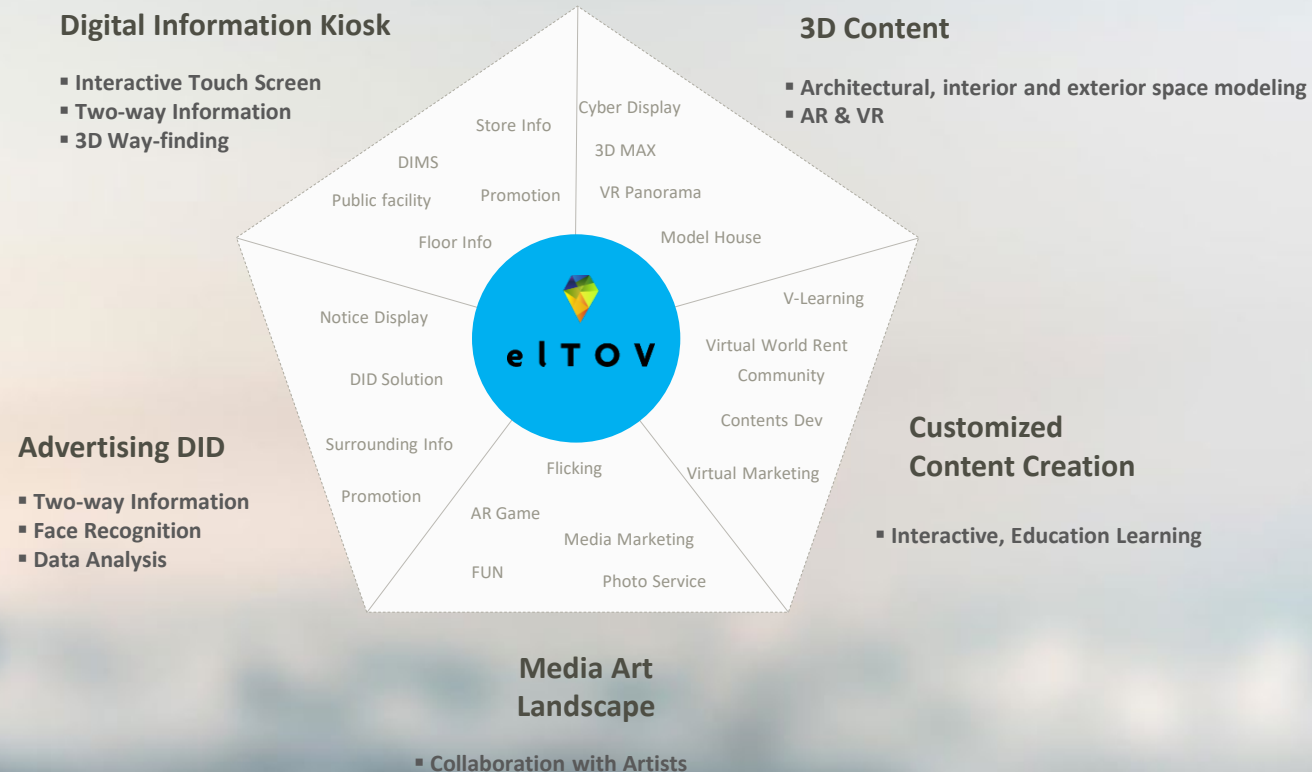 Digital Information Kiosk
▪ Interactive Touch Screen
▪ Two-way Information
▪ 3D Way-finding
3D Content
▪ Architectural, interior and exterior space modeling
▪ AR & VR
Store Info
DIMS
Public facility
Promotion
Floor Info
Cyber Display
3D MAX
VR Panorama
Model House
elTOV
Notice Display
DID Solution
Surrounding Info
Promotion
V-Learning
Virtual World Rent
Community
Contents Dev
Virtual Marketing
Advertising DID
▪ Two-way Information
▪ Face Recognition
▪ Data Analysis
Customized
Content Creation
▪ Interactive, Education Learning
Flicking
AR Game
Media Marketing
FUN
Photo Service
Media Art
Landscape
▪ Collaboration with Artists